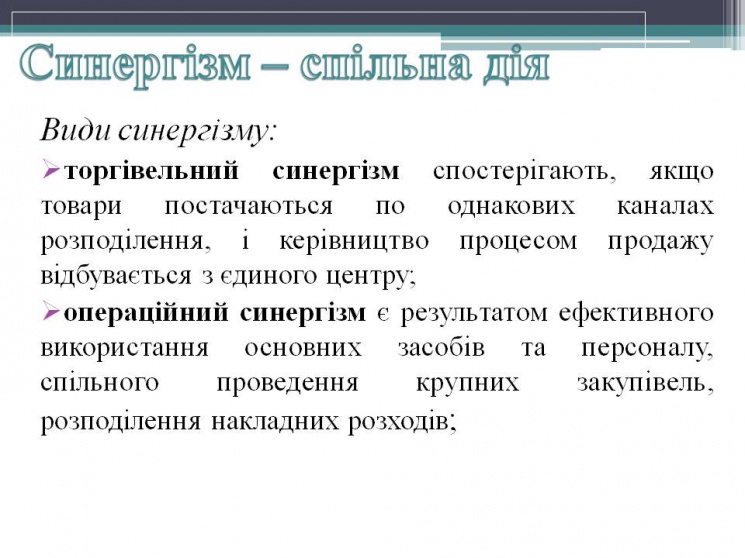 Синергізм – спільна дія
Види синергізму:
➢торгівельний синергізм спостерігають, якщо
товари постачаються по однакових каналах
розподілення, і керівництво процесом продажу
відбувається з єдиного центру;
➢операційний синергізм є результатом ефективного
використання основних засобів та персоналу,
спільного проведення крупних закупівель,
розподілення накладних розходів;